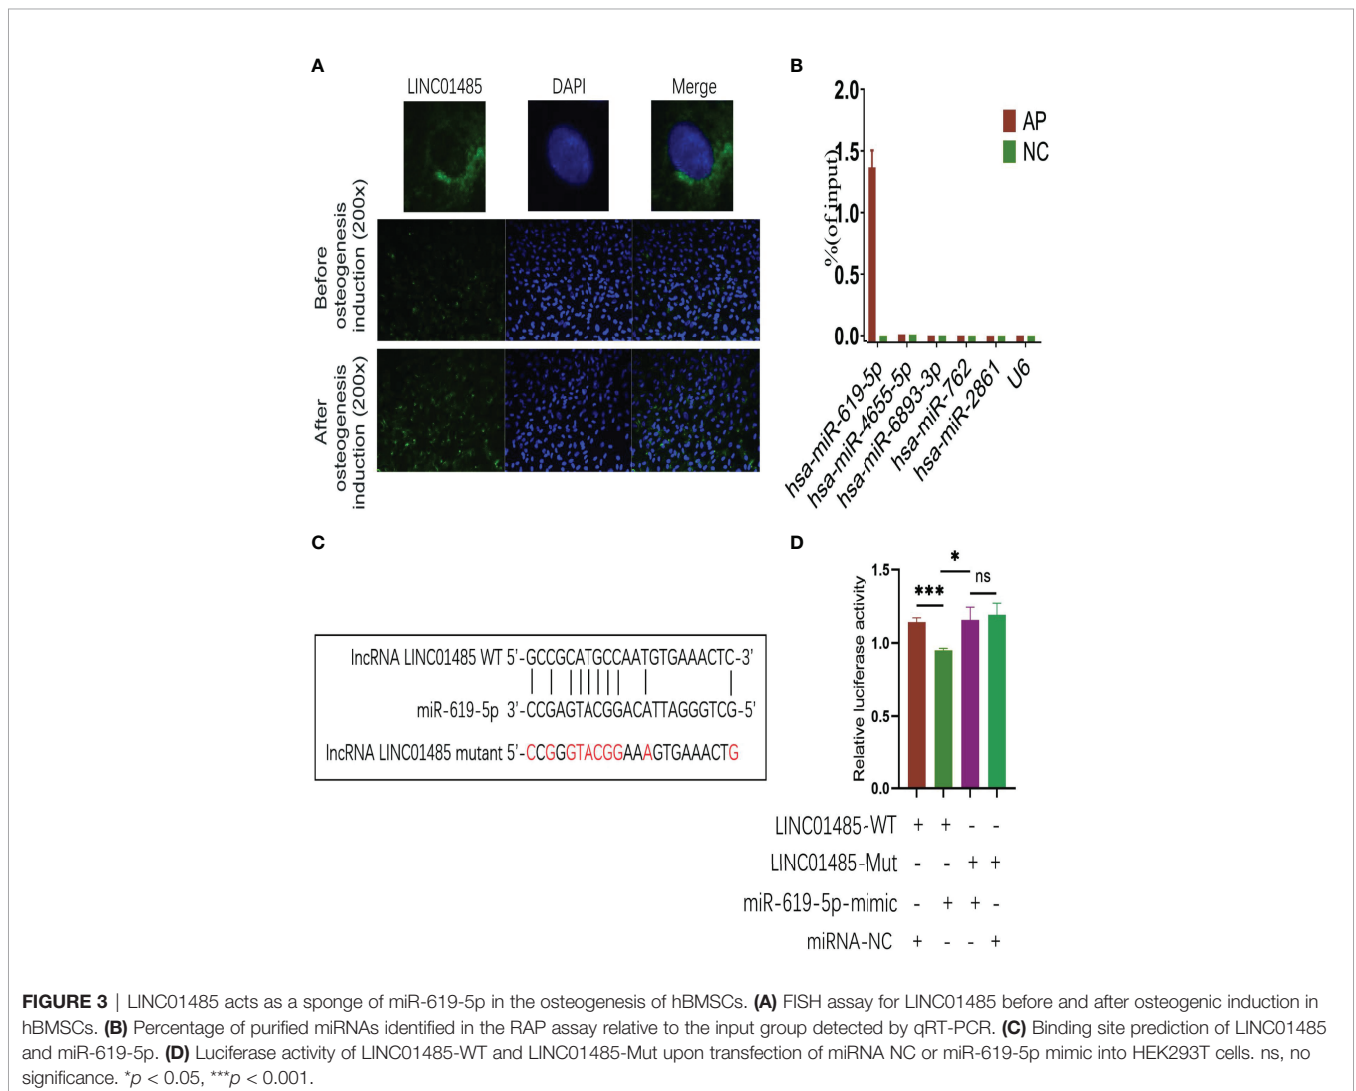 A
LINC01485 DAPI Merge
Before
osteogenesis
induction (200x)
After
osteogenesis
induction (200x)
B
%(of input)
2.0
1.5
1.0
0.5
0.0
AP
NC
hsa-miR-619-5p
hsa-miR-4655-5p
hsa-miR-6893-3p
hsa-miR-762
hsa-miR-2861
U6
C
lncRNA LINC01485 WT 5'-GCCGCATGCCAATGTGAAACTC-3'
miR-619-5p 3'-CCGAGTACGGACATTAGGGTCG-5'
lncRNA LINC01485 mutant 5'-CCGGGTACGGAAAGTGAAACTG
D
Relative luciferase activity
1.5
1.0
0.5
0.0
*** * ns
LINC01485-WT + + - -
LINC01485-Mut - - + +
miR-619-5p-mimic - + + -
miRNA-NC + - - +
FIGURE 3 | LINC01485 acts as a sponge of miR-619-5p in the osteogenesis of hBMSCs. (A) FISH assay for LINC01485 before and after osteogenic induction in
hBMSCs. (B) Percentage of purified miRNAs identified in the RAP assay relative to the input group detected by qRT-PCR. (C) Binding site prediction of LINC01485
and miR-619-5p. (D) Luciferase activity of LINC01485-WT and LINC01485-Mut upon transfection of miRNA NC or miR-619-5p mimic into HEK293T cells. ns, no
significance. *p < 0.05, ***p < 0.001.